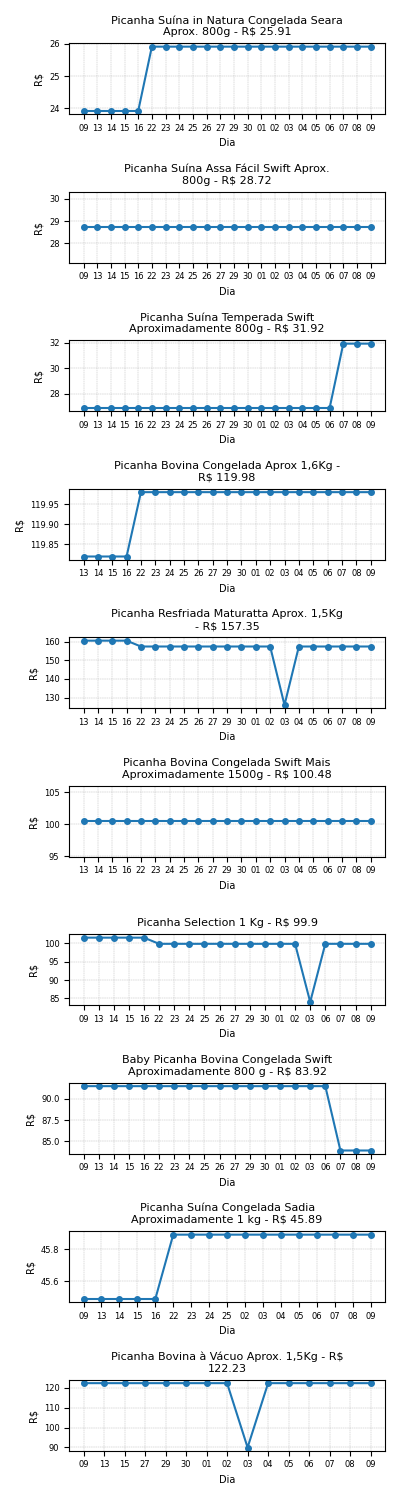 Picanha Suína in Natura Congelada Seara
Aprox. 800g - R$ 25.91
26
25
24
R$
09 13 14 15 16 22 23 24 25 26 27 29 30 01 02 03 04 05 06 07 08 09
Dia
Picanha Suína Assa Fácil Swift Aprox.
800g - R$ 28.72
30
29
28
R$
09 13 14 15 16 22 23 24 25 26 27 29 30 01 02 03 04 05 06 07 08 09
Dia
Picanha Suína Temperada Swift
Aproximadamente 800g - R$ 31.92
32
30
28
R$
09 13 14 15 16 22 23 24 25 26 27 29 30 01 02 03 04 05 06 07 08 09
Dia
Picanha Bovina Congelada Aprox 1,6Kg -
R$ 119.98
119.95
119.90
119.85
R$
13 14 15 16 22 23 24 25 26 27 29 30 01 02 03 04 05 06 07 08 09
Dia
Picanha Resfriada Maturatta Aprox. 1,5Kg
- R$ 157.35
160
150
140
130
R$
13 14 15 16 22 23 24 25 26 27 29 30 01 02 03 04 05 06 07 08 09
Dia
Picanha Bovina Congelada Swift Mais
Aproximadamente 1500g - R$ 100.48
105
100
95
R$
13 14 15 16 22 23 24 25 26 27 29 30 01 02 03 04 05 06 07 08 09
Dia
Picanha Selection 1 Kg - R$ 99.9
100
95
90
85
R$
09 13 14 15 16 22 23 24 25 26 27 29 30 01 02 03 05 06 07 08 09
Dia
Baby Picanha Bovina Congelada Swift
Aproximadamente 800 g - R$ 83.92
90.0
87.5
85.0
R$
09 13 14 15 16 22 23 24 25 26 27 29 30 01 02 03 06 07 08 09
Dia
Picanha Suína Congelada Sadia
Aproximadamente 1 kg - R$ 45.89
45.8
45.6
R$
09 13 14 15 16 22 23 24 25 02 03 04 05 06 07 08 09
Dia
Picanha Bovina à Vácuo Aprox. 1,5Kg - R$
122.23
120
110
100
90
R$
09 13 15 27 29 30 01 02 03 04 05 06 07 08 09
Dia